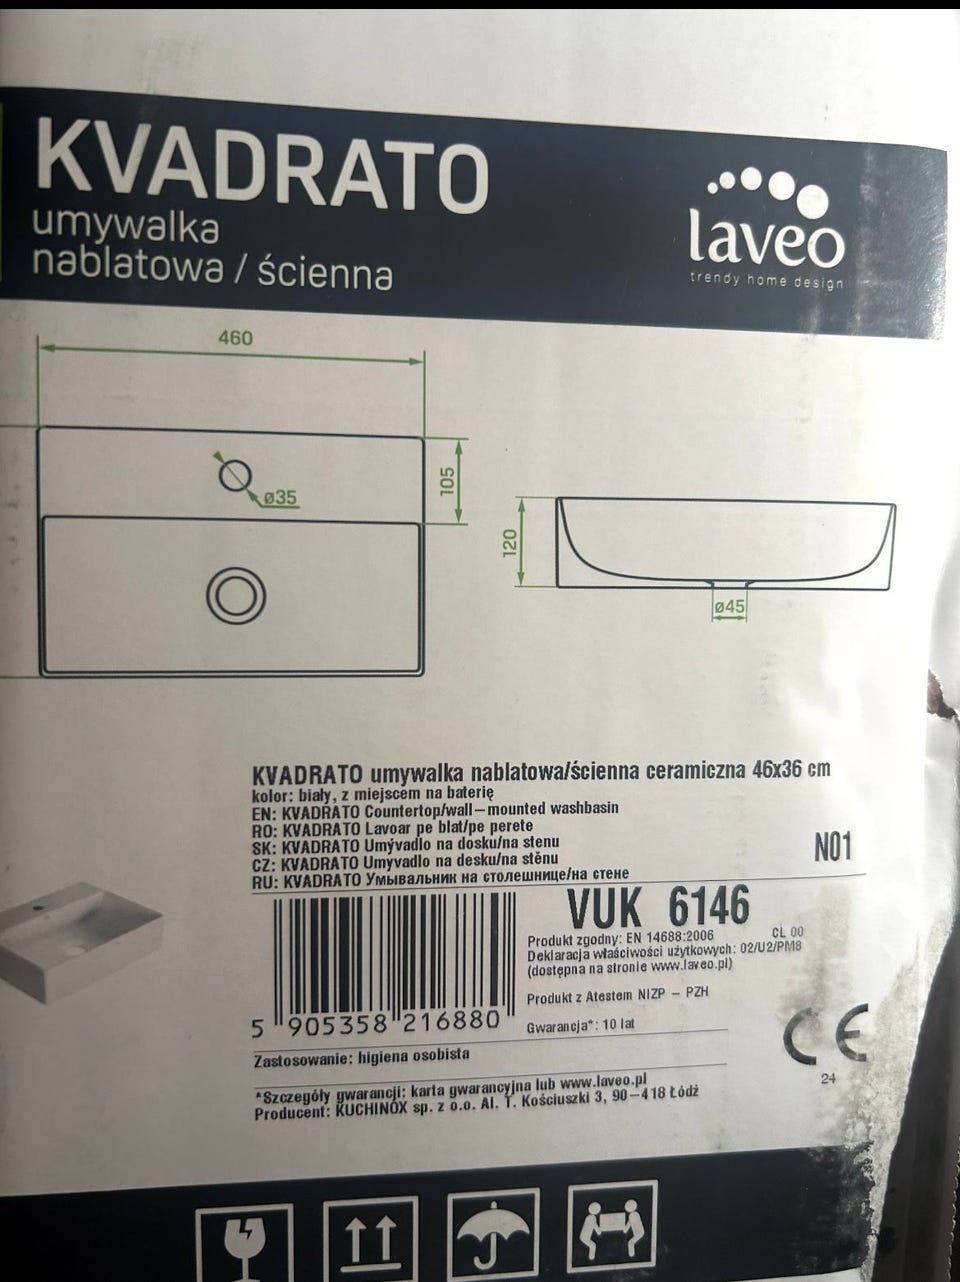 KVADRATO
umywalka
nablatowa / ścienna
laveo
trendy home design
460
ø35
105
120
ø45
KVADRATO umywalka nablatowa/ścienna ceramiczna 46x36 cm
kolor: biały, z miejscem na baterię
EN: KVADRATO Countertop/wall-mounted washbasin
RO: KVADRATO Lavoar pe blat/pe perete
SK: KVADRATO Umývadlo na dosku/na stenu
CZ: KVADRATO Umyvadlo na desku/na stěnu
RU: KVADRATO Умывальник на столешнице/на стене
N01
VUK 6146
Produkt zgodny: EN 14688:2006 CL 00
Deklaracja właściwości użytkowych: 02/U2/PM8
(dostępna na stronie www.laveo.pl)
Produkt z Atestem NIZP - PZH
Gwarancja*: 10 lat
5 905358 216880
CE
24
Zastosowanie: higiena osobista
*Szczegóły gwarancji: karta gwarancyjna lub www.laveo.pl
Producent: KUCHINOX sp. z o.o. Al. T. Kościuszki 3, 90-418 Łódź